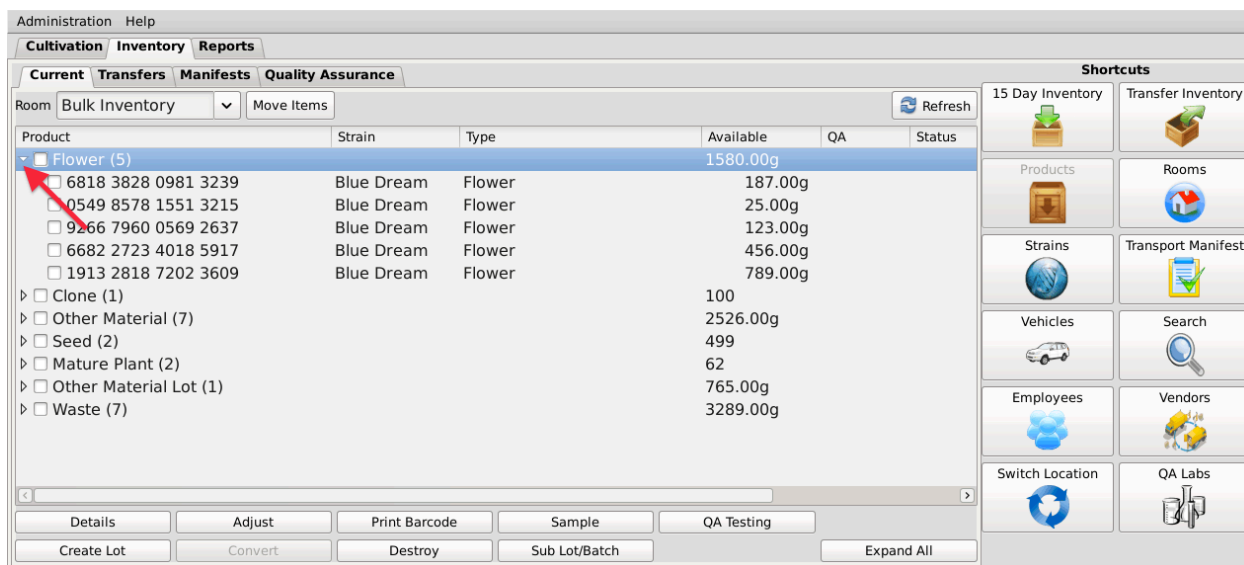 Administration Help
Cultivation Inventory Reports
Current Transfers Manifests Quality Assurance
Room Bulk Inventory Move Items Refresh
Product Strain Type Available QA Status
Flower (5) 1580.00g
6818 3828 0981 3239 Blue Dream Flower 187.00g
0549 8578 1551 3215 Blue Dream Flower 25.00g
9266 7960 0569 2637 Blue Dream Flower 123.00g
6682 2723 4018 5917 Blue Dream Flower 456.00g
1913 2818 7202 3609 Blue Dream Flower 789.00g
Clone (1) 100
Other Material (7) 2526.00g
Seed (2) 499
Mature Plant (2) 62
Other Material Lot (1) 765.00g
Waste (7) 3289.00g
Details Adjust Print Barcode Sample QA Testing
Create Lot Convert Destroy Sub Lot/Batch Expand All
Shortcuts
15 Day Inventory Transfer Inventory
Products Rooms
Strains Transport Manifest
Vehicles Search
Employees Vendors
Switch Location QA Labs